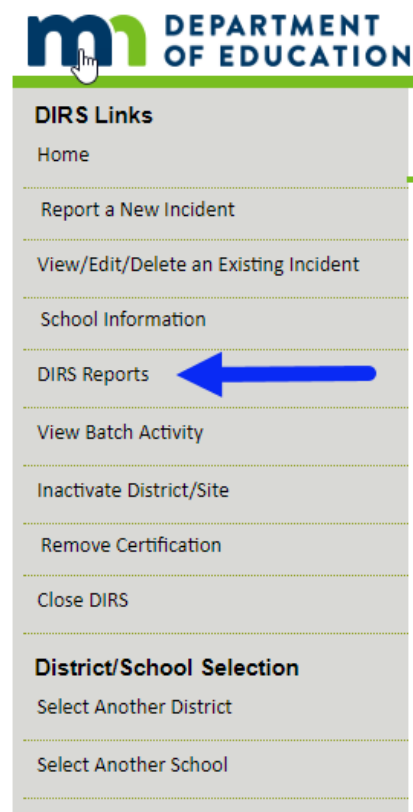 mn DEPARTMENT
OF EDUCATION
DIRS Links
Home
Report a New Incident
View/Edit/Delete an Existing Incident
School Information
DIRS Reports
View Batch Activity
Inactivate District/Site
Remove Certification
Close DIRS
District/School Selection
Select Another District
Select Another School